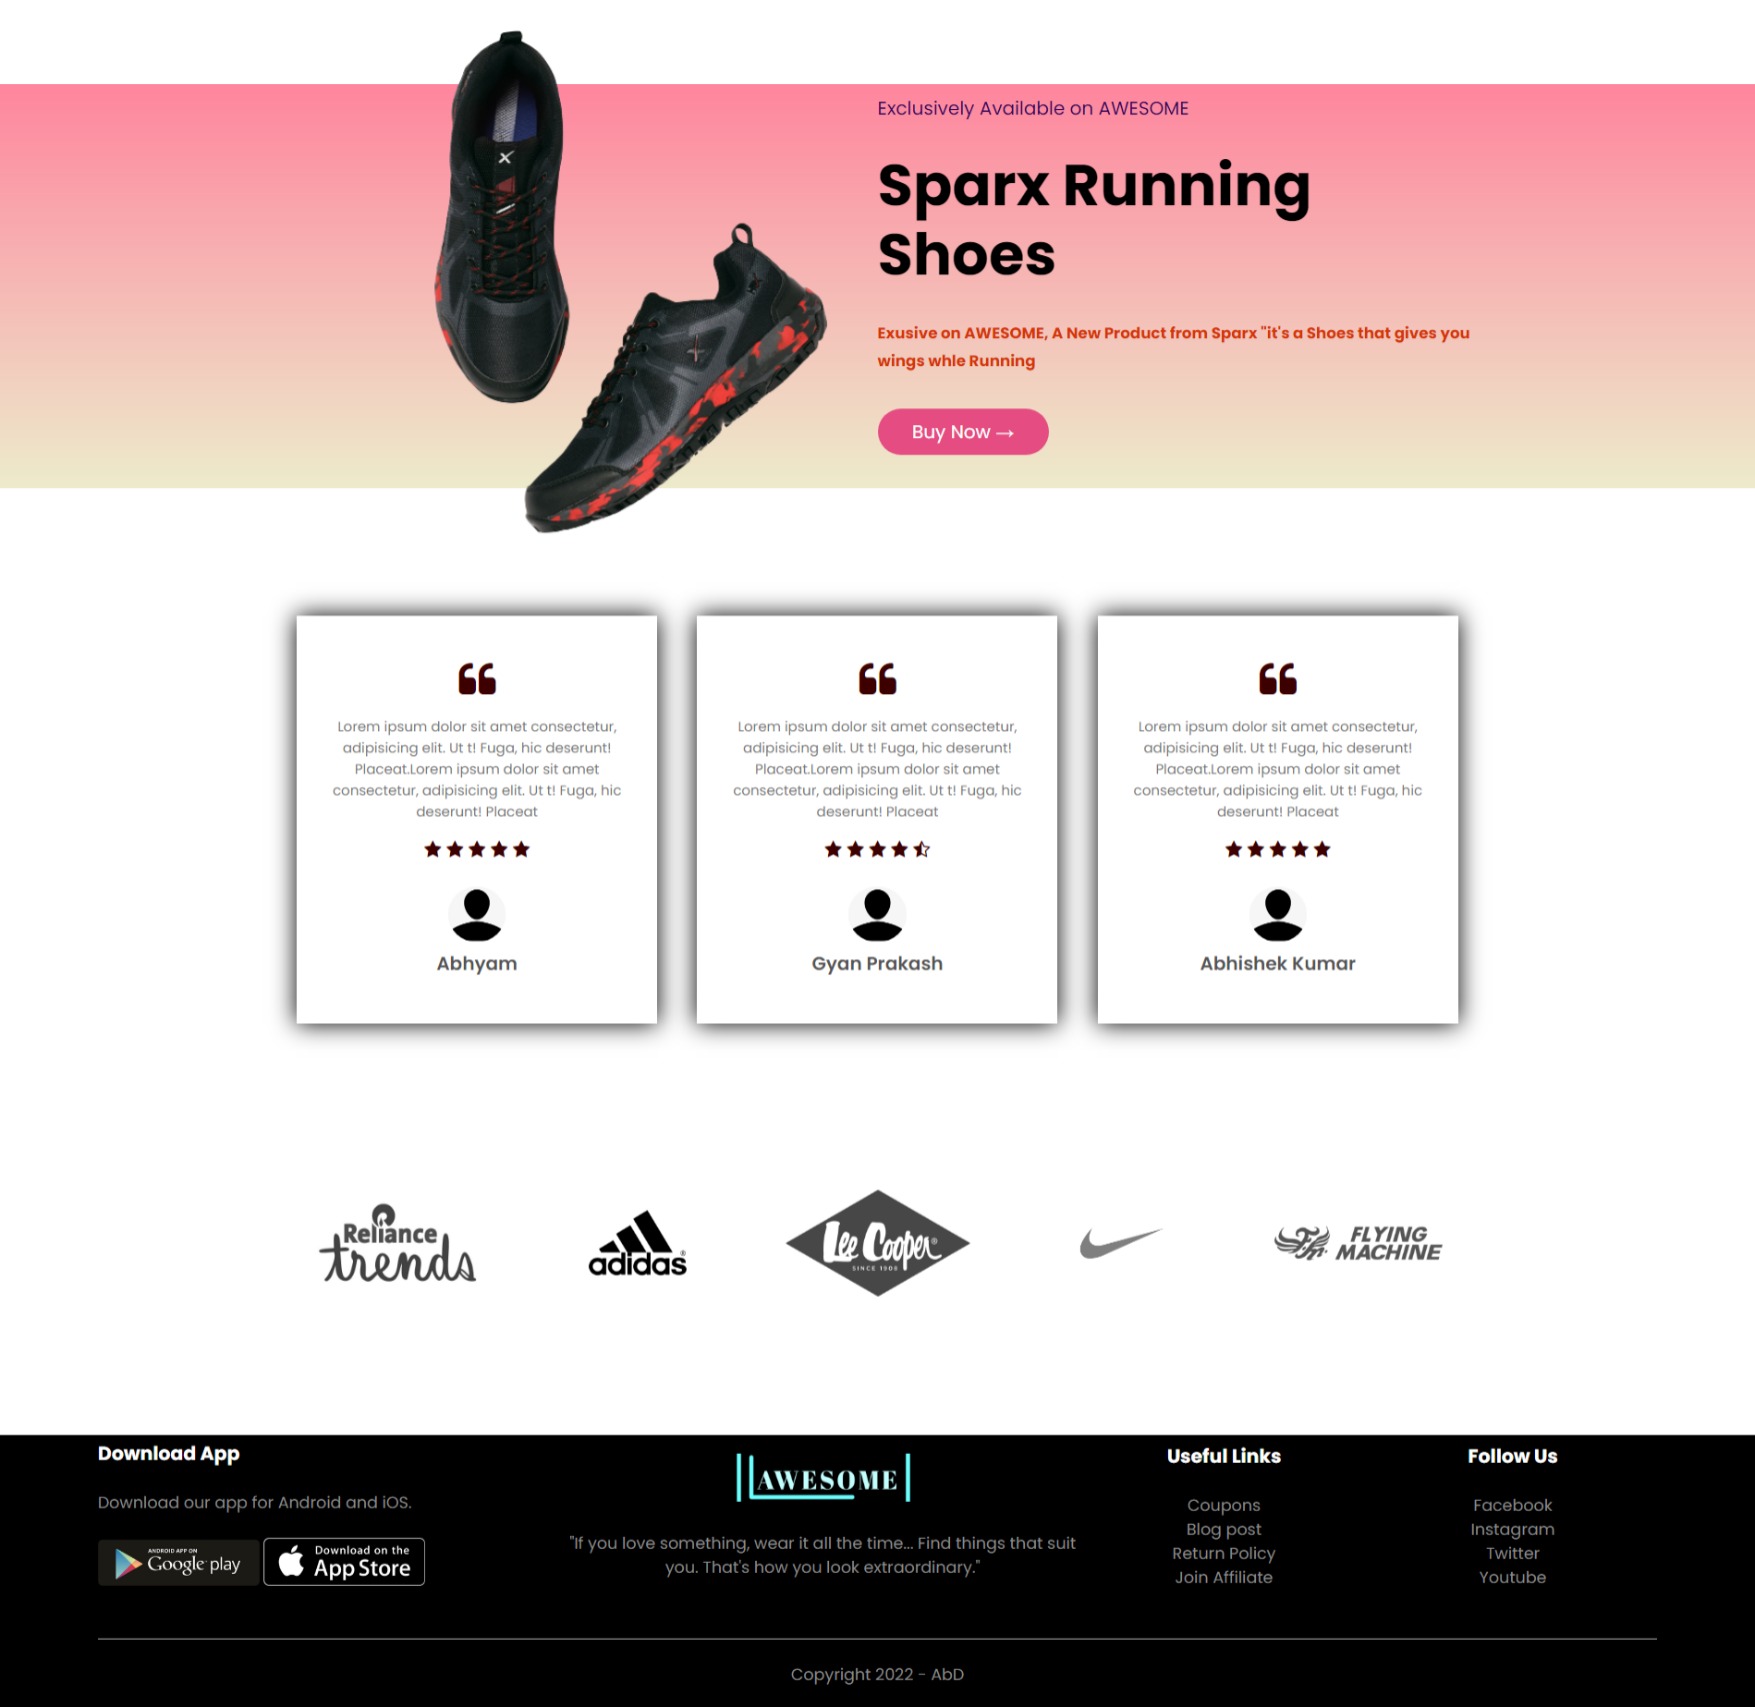 Exclusively Available on AWESOME
Sparx Running
Shoes
Exusive on AWESOME, A New Product from Sparx "it's a Shoes that gives you
wings whle Running
Buy Now →
Lorem ipsum dolor sit amet consectetur,
adipisicing elit. Ut t! Fuga, hic deserunt!
Placeat.Lorem ipsum dolor sit amet
consectetur, adipisicing elit. Ut t! Fuga, hic
deserunt! Placeat
Abhyam
Lorem ipsum dolor sit amet consectetur,
adipisicing elit. Ut t! Fuga, hic deserunt!
Placeat.Lorem ipsum dolor sit amet
consectetur, adipisicing elit. Ut t! Fuga, hic
deserunt! Placeat
Gyan Prakash
Lorem ipsum dolor sit amet consectetur,
adipisicing elit. Ut t! Fuga, hic deserunt!
Placeat.Lorem ipsum dolor sit amet
consectetur, adipisicing elit. Ut t! Fuga, hic
deserunt! Placeat
Abhishek Kumar
Reliance
trends
adidas®
Lee Cooper®
SINCE 1908
FM
FLYING
MACHINE
Download App
Download our app for Android and iOS.
ANDROID APP ON
Google play
Download on the
App Store
AWESOME
"If you love something, wear it all the time... Find things that suit
you. That's how you look extraordinary."
Useful Links
Coupons
Blog post
Return Policy
Join Affiliate
Follow Us
Facebook
Instagram
Twitter
Youtube
Copyright 2022 - AbD